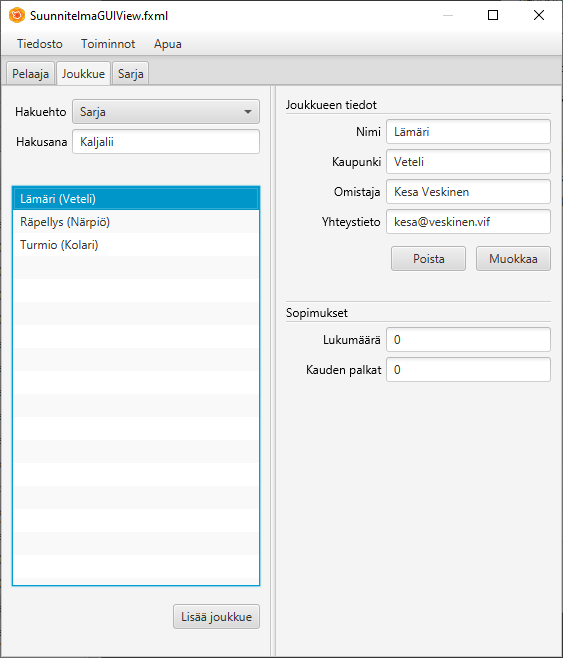 SuunnitelmaGUIView.fxml
Tiedosto Toiminnot Apua
Pelaaja Joukkue Sarja
Hakuehto Sarja
Hakusana Kaljalii
Lämäri (Veteli)
Räpellys (Närpiö)
Turmio (Kolari)
Lisää joukkue
Joukkueen tiedot
Nimi Lämäri
Kaupunki Veteli
Omistaja Kesa Veskinen
Yhteystieto kesa@veskinen.vif
Poista Muokkaa
Sopimukset
Lukumäärä 0
Kauden palkat 0